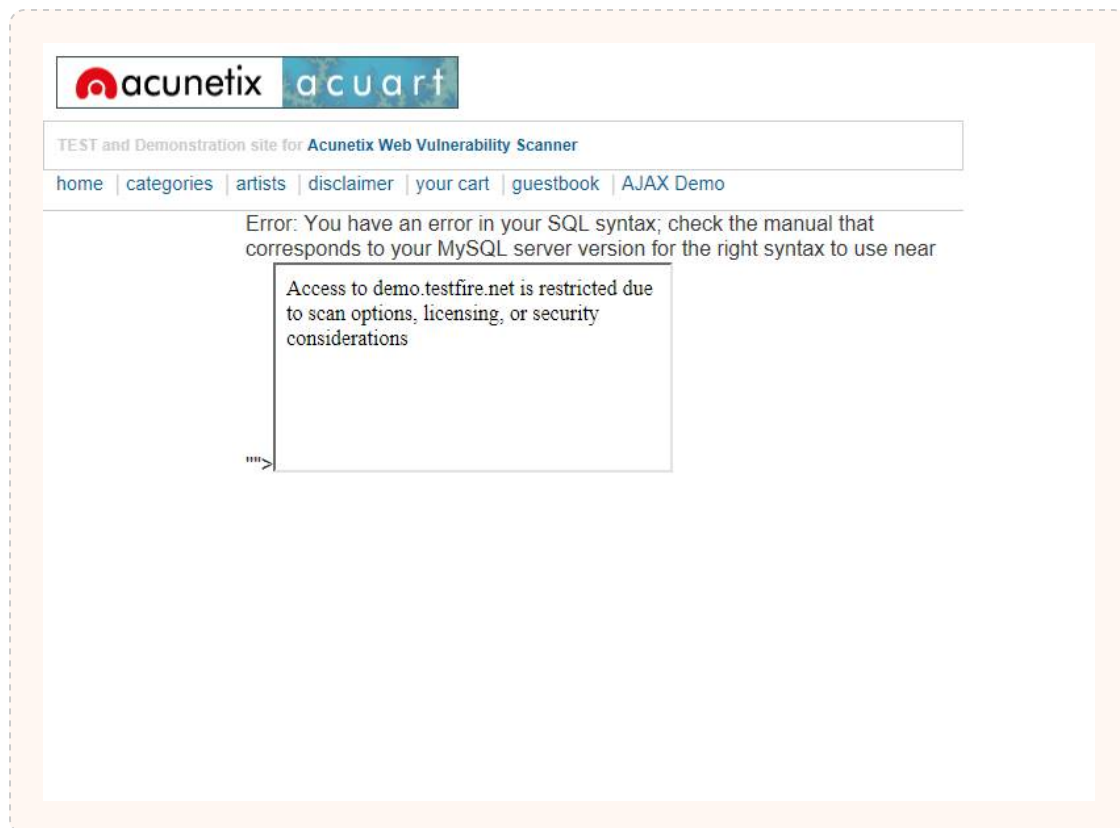 acunetix acuart
TEST and Demonstration site for Acunetix Web Vulnerability Scanner
home | categories | artists | disclaimer | your cart | guestbook | AJAX Demo
Error: You have an error in your SQL syntax; check the manual that
corresponds to your MySQL server version for the right syntax to use near
Access to demo.testfire.net is restricted due
to scan options, licensing, or security
considerations
"">